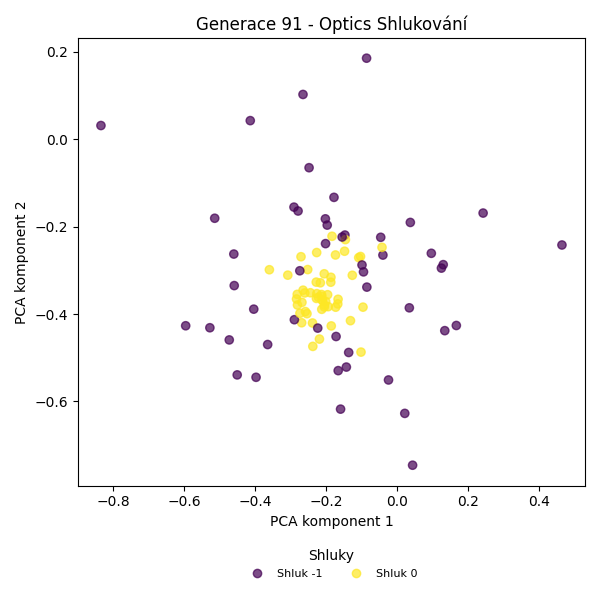 Generace 91 - Optics Shlukování
0.2
0.0
−0.2
−0.4
−0.6
PCA komponent 2
−0.8 −0.6 −0.4 −0.2 0.0 0.2 0.4
PCA komponent 1
Shluky
Shluk -1 Shluk 0